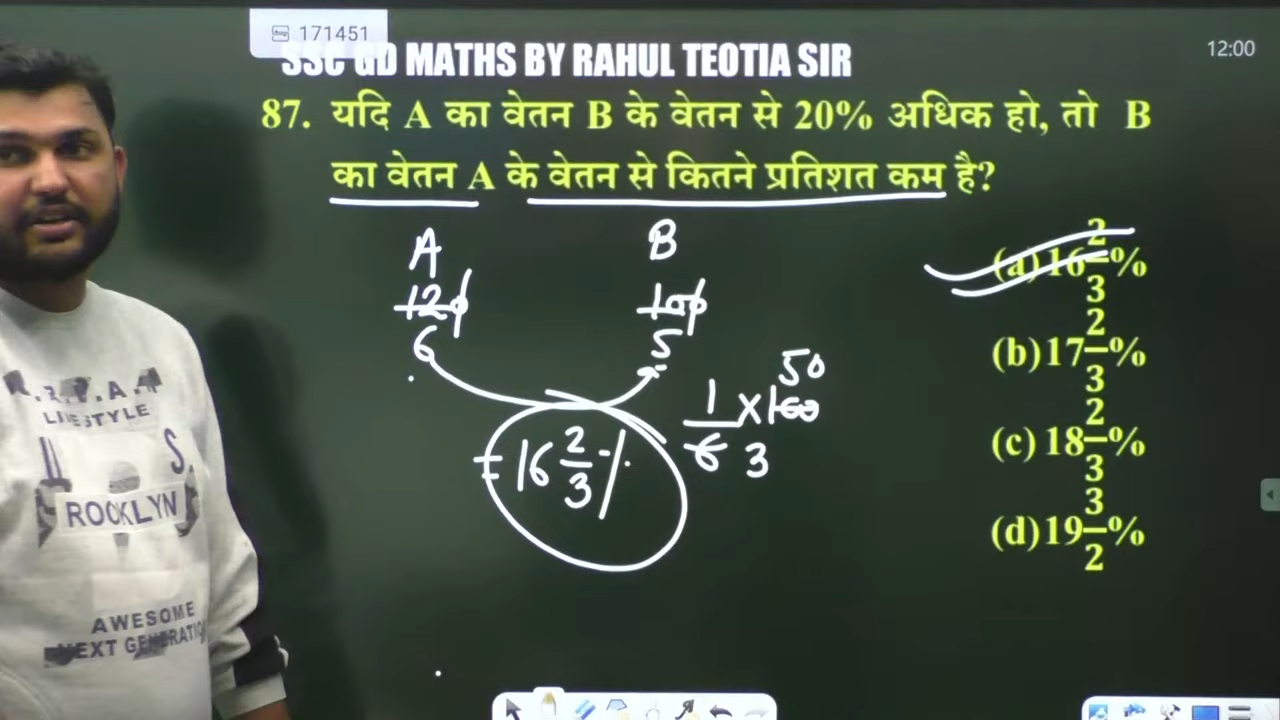 171451
SSC GD MATHS BY RAHUL TEOTIA SIR
12:00
87. यदि A का वेतन B के वेतन से 20% अधिक हो, तो B
का वेतन A के वेतन से कितने प्रतिशत कम है?
A B
120 100
6 5
1/6 × 100 50
3
= 16 2/3 %
(a) 16 2/3 %
(b) 17 2/3 %
(c) 18 2/3 %
(d) 19 3/2 %
LIFESTYLE
S.
ROOKLYN
AWESOME
NEXT GENERATIO